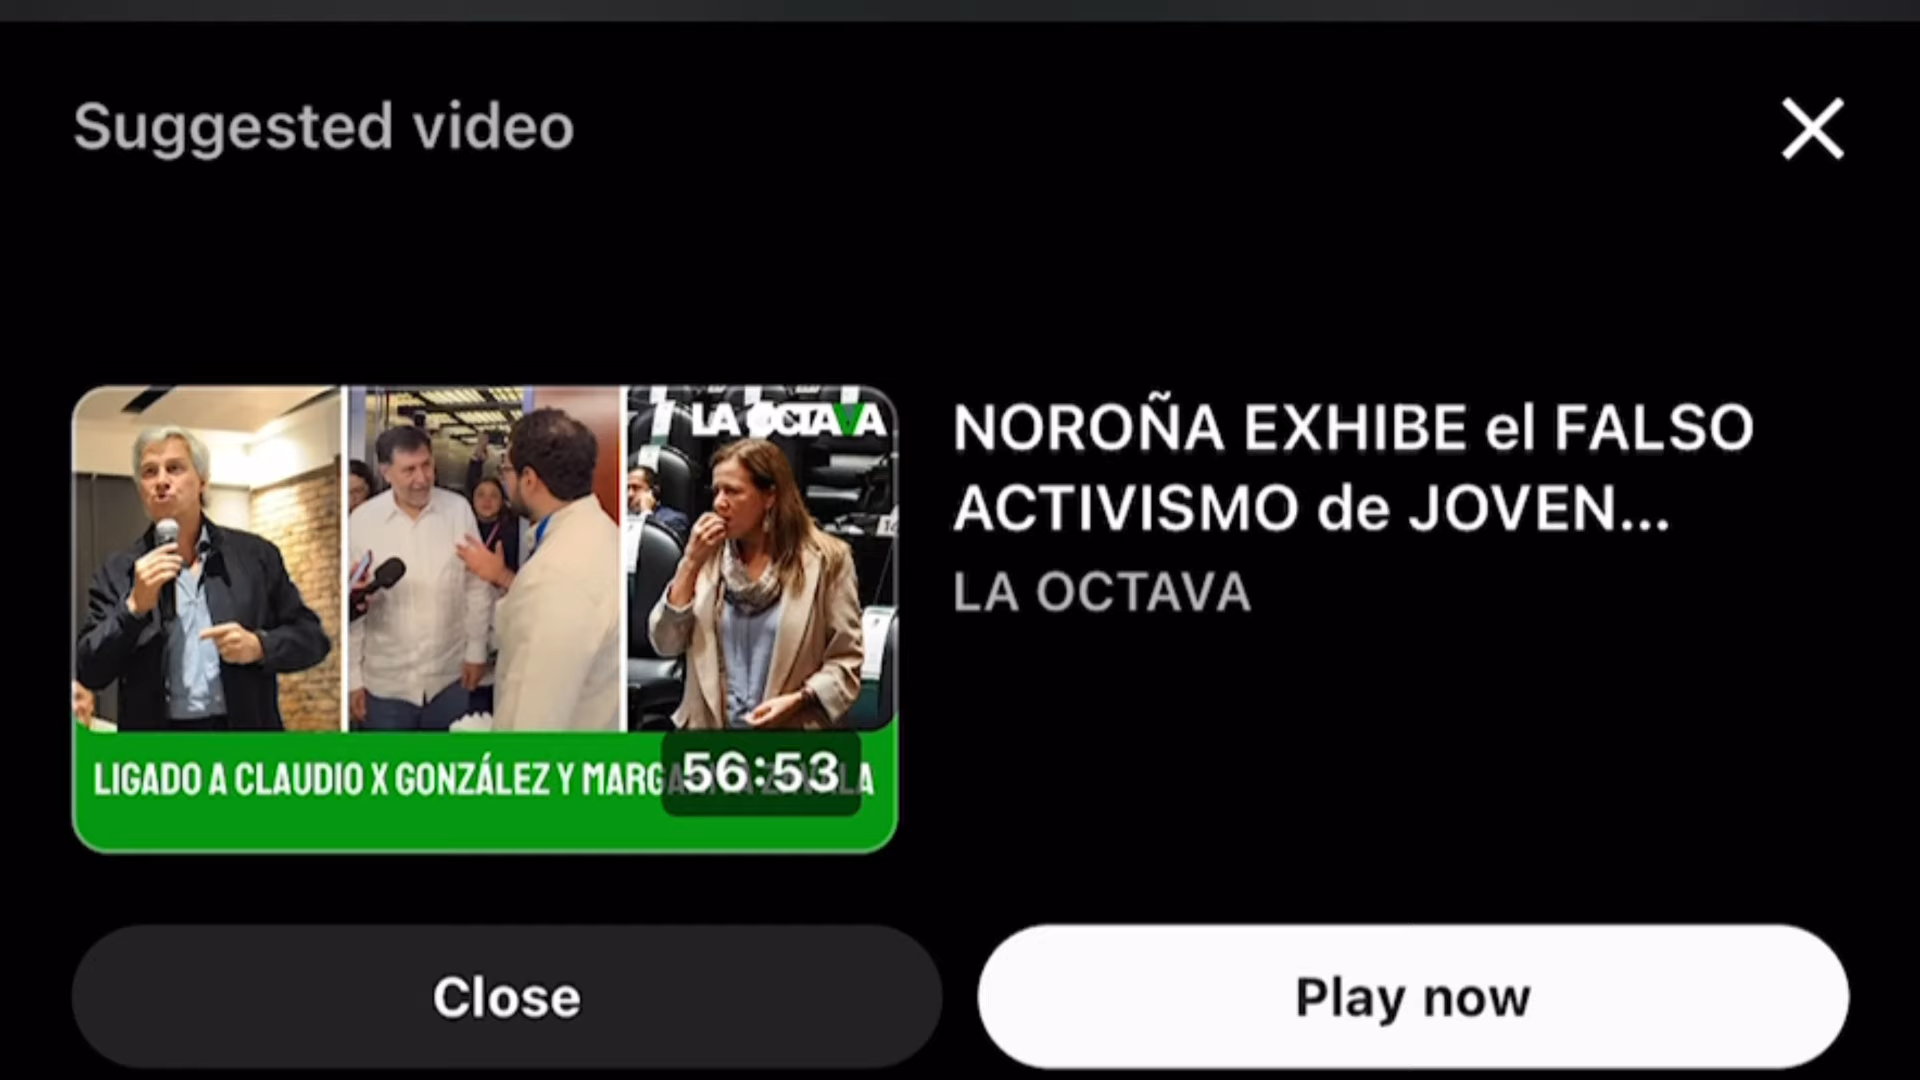 Suggested video
LA OCTAVA
LIGADO A CLAUDIO X GONZÁLEZ Y
56:53
NOROÑA EXHIBE el FALSO
ACTIVISMO de JOVEN...
LA OCTAVA
Close
Play now